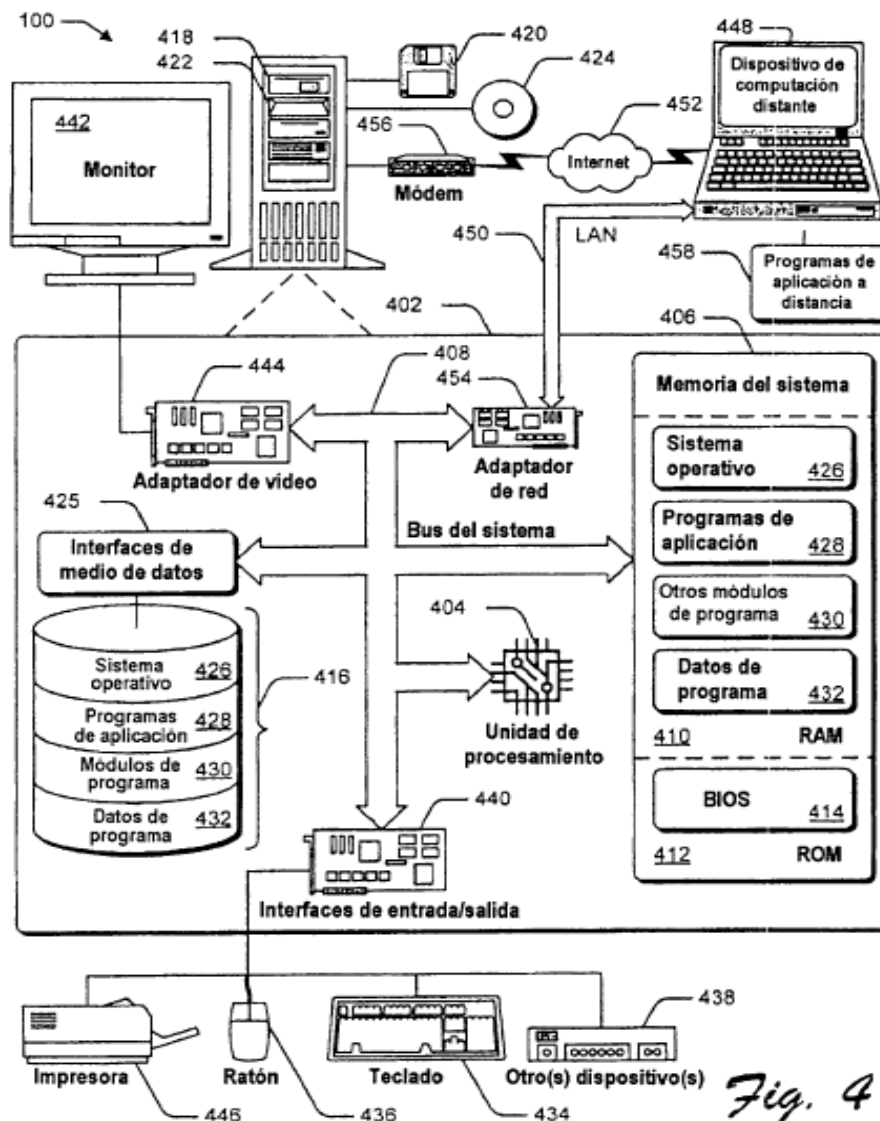 100
418
422
420
424
448
Dispositivo de
computación
distante
442
Monitor
456
Módem
452
Internet
450
LAN
458
Programas de
aplicación a
distancia
402
406
408
444
454
Adaptador de vídeo
Adaptador
de red
Memoria del sistema
Sistema
operativo 426
Programas de
aplicación 428
Otros módulos
de programa 430
Datos de
programa 432
410 RAM
BIOS 414
412 ROM
425
Interfaces de
medio de datos
Bus del sistema
404
Unidad de
procesamiento
Sistema
operativo 426
Programas
de aplicación 428
Módulos de
programa 430
Datos de
programa 432
416
440
Interfaces de entrada/salida
Impresora
446
Ratón
436
Teclado
434
438
Otro(s) dispositivo(s)
Fig. 4